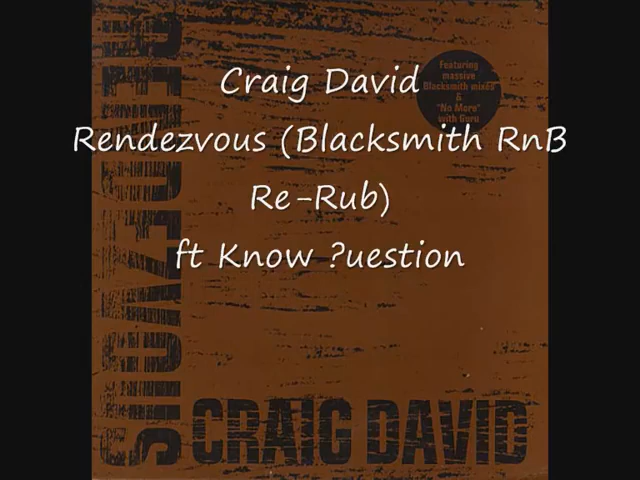 Craig David
Rendezvous (Blacksmith RnB
Re-Rub)
ft Know ?uestion
Featuring
massive
Blacksmith mixes
&
"No More"
with Guru
RENDEZVOUS
CRAIG DAVID